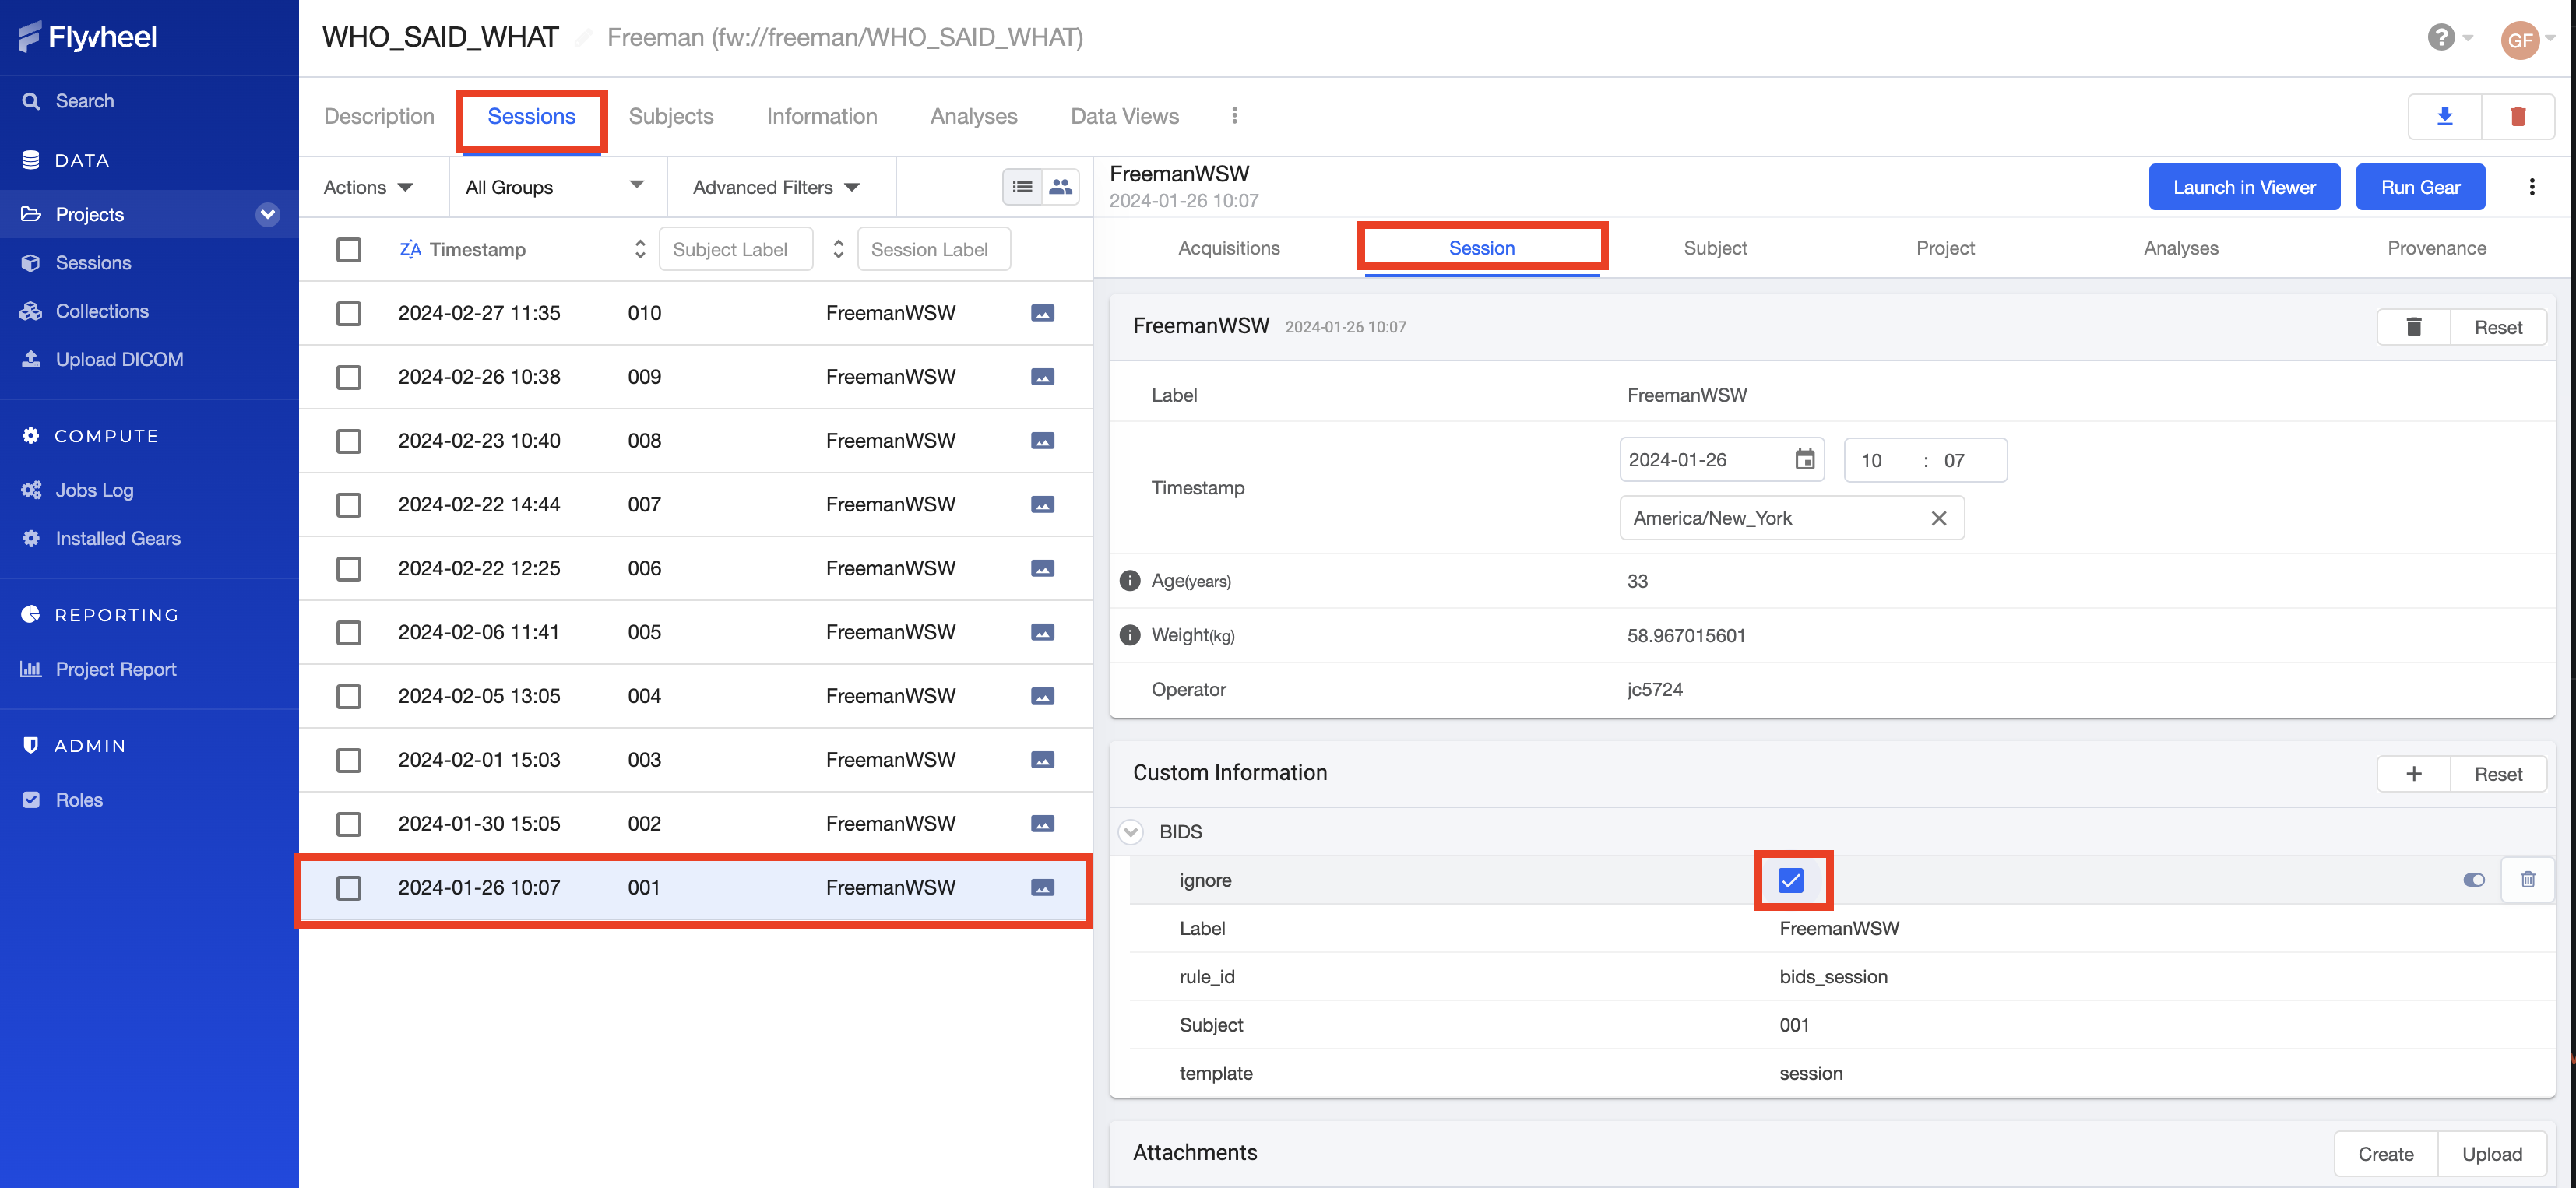 Flywheel
WHO_SAID_WHAT Freeman (fw://freeman/WHO_SAID_WHAT)
? GF
Search
DATA
Projects
Sessions
Collections
Upload DICOM
COMPUTE
Jobs Log
Installed Gears
REPORTING
Project Report
ADMIN
Roles
Description Sessions Subjects Information Analyses Data Views
Actions All Groups Advanced Filters
ZA Timestamp Subject Label Session Label
2024-02-27 11:35 010 FreemanWSW
2024-02-26 10:38 009 FreemanWSW
2024-02-23 10:40 008 FreemanWSW
2024-02-22 14:44 007 FreemanWSW
2024-02-22 12:25 006 FreemanWSW
2024-02-06 11:41 005 FreemanWSW
2024-02-05 13:05 004 FreemanWSW
2024-02-01 15:03 003 FreemanWSW
2024-01-30 15:05 002 FreemanWSW
2024-01-26 10:07 001 FreemanWSW
FreemanWSW
2024-01-26 10:07
Launch in Viewer Run Gear
Acquisitions Session Subject Project Analyses Provenance
FreemanWSW 2024-01-26 10:07 Reset
Label FreemanWSW
Timestamp 2024-01-26 10 : 07
America/New_York
Age(years) 33
Weight(kg) 58.967015601
Operator jc5724
Custom Information + Reset
BIDS
ignore
Label FreemanWSW
rule_id bids_session
Subject 001
template session
Attachments Create Upload